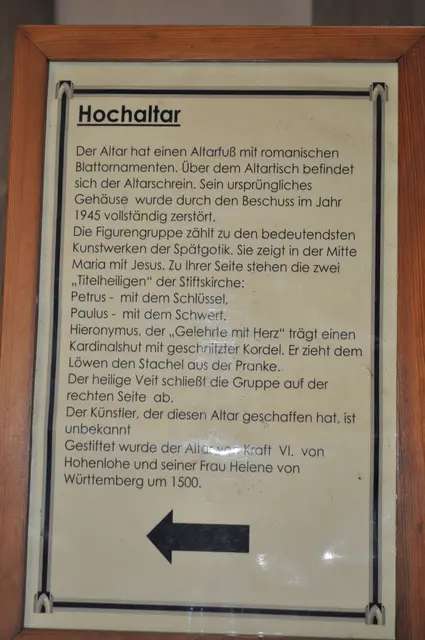 Hochaltar
Der Altar hat einen Altarfuß mit romanischen
Blattornamenten. Über dem Altartisch befindet
sich der Altarschrein. Sein ursprüngliches
Gehäuse wurde durch den Beschuss im Jahr
1945 vollständig zerstört.
Die Figurengruppe zählt zu den bedeutendsten
Kunstwerken der Spätgotik. Sie zeigt in der Mitte
Maria mit Jesus. Zu Ihrer Seite stehen die zwei
„Titelheiligen“ der Stiftskirche:
Petrus - mit dem Schlüssel,
Paulus - mit dem Schwert.
Hieronymus, der „Gelehrte mit Herz“ trägt einen
Kardinalshut mit geschnitzter Kordel. Er zieht dem
Löwen den Stachel aus der Pranke.
Der heilige Veit schließt die Gruppe auf der
rechten Seite ab.
Der Künstler, der diesen Altar geschaffen hat, ist
unbekannt
Gestiftet wurde der Altar von Kraft VI. von
Hohenlohe und seiner Frau Helene von
Württemberg um 1500.